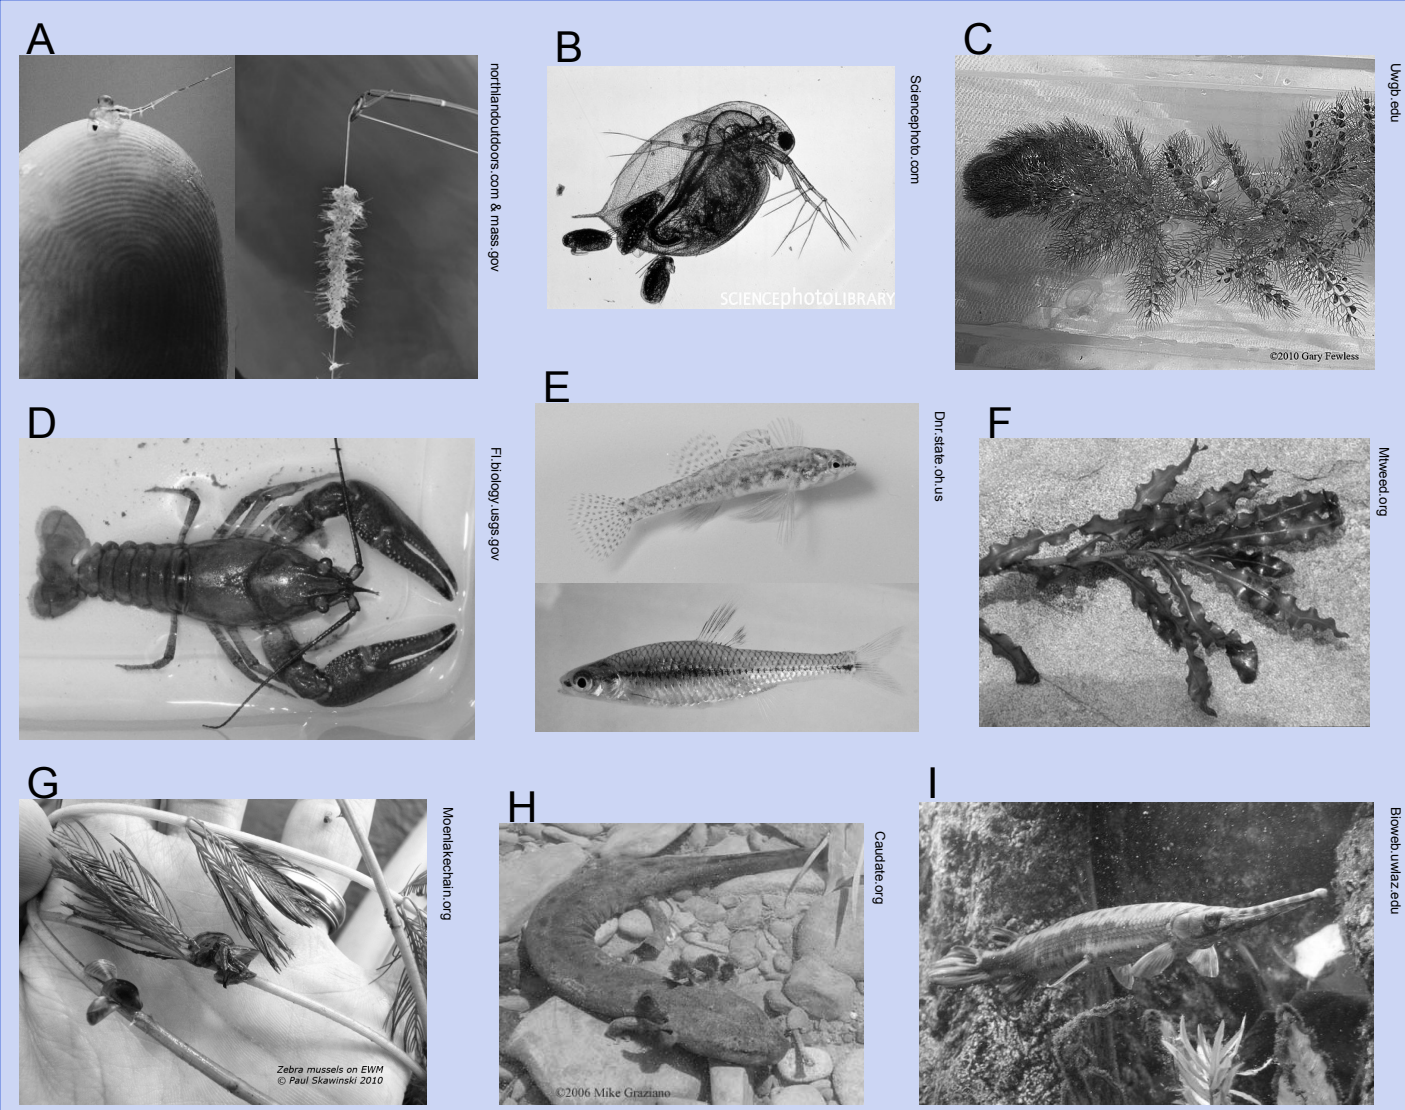 A
northlandoutdoors.com & mass.gov
B
Sciencephoto.com
SCIENCEphotoLIBRARY
C
Uwgb.edu
©2010 Gary Fewless
D
Fl.biology.usgs.gov
E
Dnr.state.oh.us
F
Mtweed.org
G
Moenlakechain.org
Zebra mussels on EWM
© Paul Skawinski 2010
H
Caudate.org
©2006 Mike Graziano
I
Bioweb.uwlaz.edu